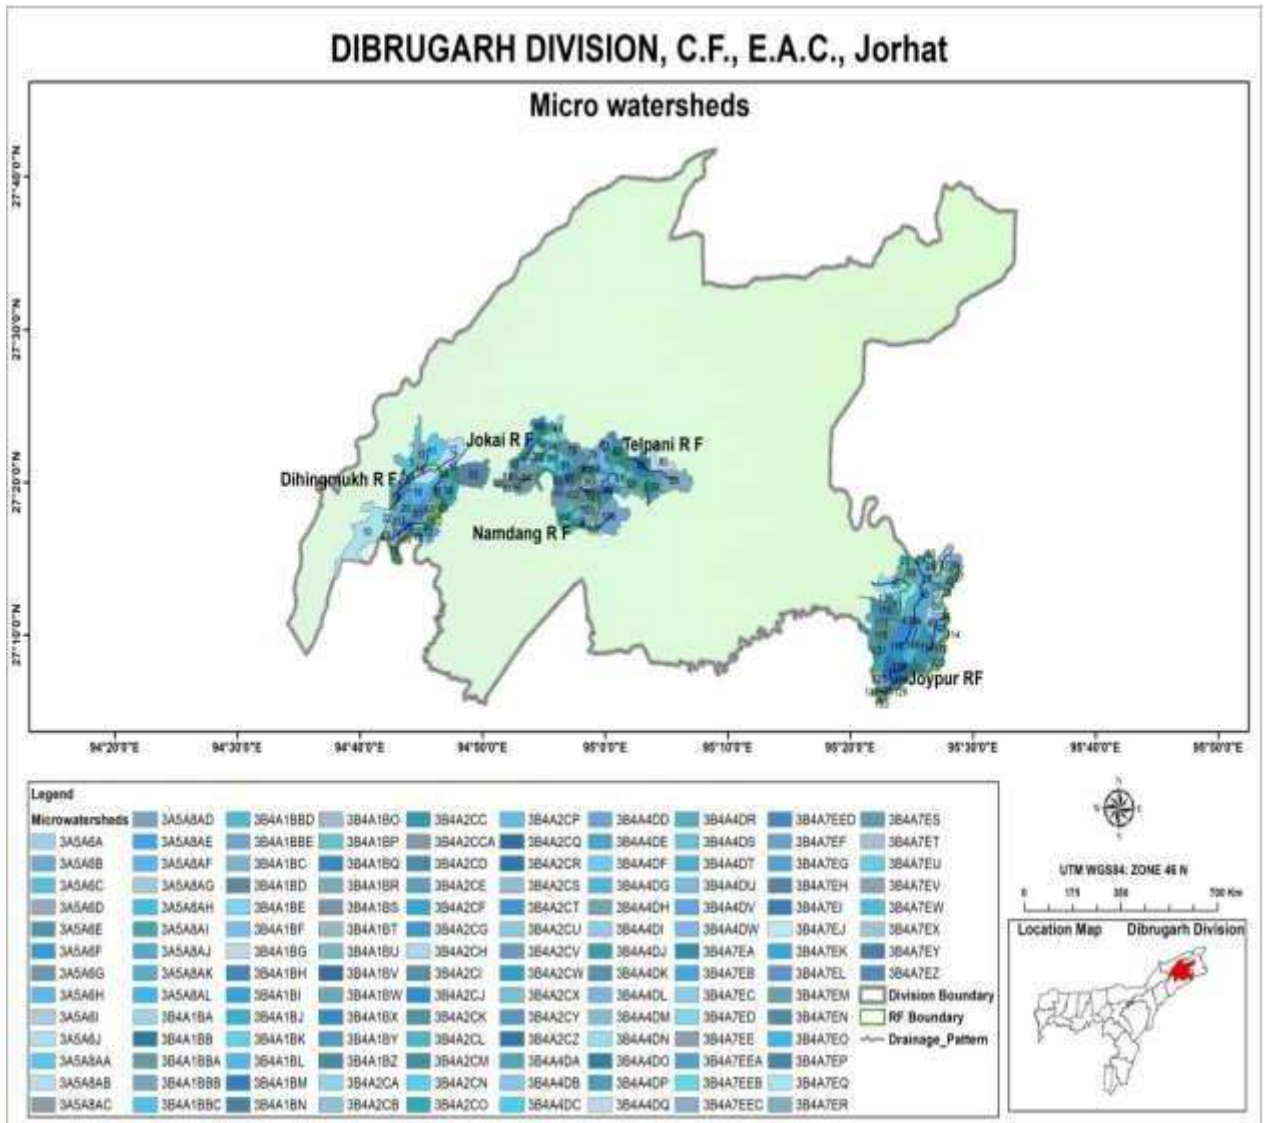 DIBRUGARH DIVISION, C.F., E.A.C., Jorhat
Micro watersheds
27°40'0"N
27°30'0"N
27°20'0"N
27°10'0"N
Jokai R F
Telpani R F
Dihingmukh R F
Namdang R F
Joypur RF
94°20'0"E 94°30'0"E 94°40'0"E 94°50'0"E 95°0'0"E 95°10'0"E 95°20'0"E 95°30'0"E 95°40'0"E 95°50'0"E
Legend
Microwatersheds 3A5A8AD 3B4A1BBD 3B4A1BO 3B4A2CC 3B4A2CP 3B4A4DD 3B4A4DR 3B4A7EED 3B4A7ES
3A5A6A 3A5A8AE 3B4A1BBE 3B4A1BP 3B4A2CCA 3B4A2CQ 3B4A4DE 3B4A4DS 3B4A7EF 3B4A7ET
3A5A6B 3A5A8AF 3B4A1BC 3B4A1BQ 3B4A2CD 3B4A2CR 3B4A4DF 3B4A4DT 3B4A7EG 3B4A7EU
3A5A6C 3A5A8AG 3B4A1BD 3B4A1BR 3B4A2CE 3B4A2CS 3B4A4DG 3B4A4DU 3B4A7EH 3B4A7EV
3A5A6D 3A5A8AH 3B4A1BE 3B4A1BS 3B4A2CF 3B4A2CT 3B4A4DH 3B4A4DV 3B4A7EI 3B4A7EW
3A5A6E 3A5A8AI 3B4A1BF 3B4A1BT 3B4A2CG 3B4A2CU 3B4A4DI 3B4A4DW 3B4A7EJ 3B4A7EX
3A5A6F 3A5A8AJ 3B4A1BG 3B4A1BU 3B4A2CH 3B4A2CV 3B4A4DJ 3B4A7EA 3B4A7EK 3B4A7EY
3A5A6G 3A5A8AK 3B4A1BH 3B4A1BV 3B4A2CI 3B4A2CW 3B4A4DK 3B4A7EB 3B4A7EL 3B4A7EZ
3A5A6H 3A5A8AL 3B4A1BI 3B4A1BW 3B4A2CJ 3B4A2CX 3B4A4DL 3B4A7EC 3B4A7EM Division Boundary
3A5A6I 3B4A1BA 3B4A1BJ 3B4A1BX 3B4A2CK 3B4A2CY 3B4A4DM 3B4A7ED 3B4A7EN RF Boundary
3A5A6J 3B4A1BB 3B4A1BK 3B4A1BY 3B4A2CL 3B4A2CZ 3B4A4DN 3B4A7EE 3B4A7EO Drainage_Pattern
3A5A8AA 3B4A1BBA 3B4A1BL 3B4A1BZ 3B4A2CM 3B4A4DA 3B4A4DO 3B4A7EEA 3B4A7EP
3A5A8AB 3B4A1BBB 3B4A1BM 3B4A2CA 3B4A2CN 3B4A4DB 3B4A4DP 3B4A7EEB 3B4A7EQ
3A5A8AC 3B4A1BBC 3B4A1BN 3B4A2CB 3B4A2CO 3B4A4DC 3B4A4DQ 3B4A7EEC 3B4A7ER
N
UTM WGS84: ZONE 46 N
0 175 350 700 Km
Location Map Dibrugarh Division